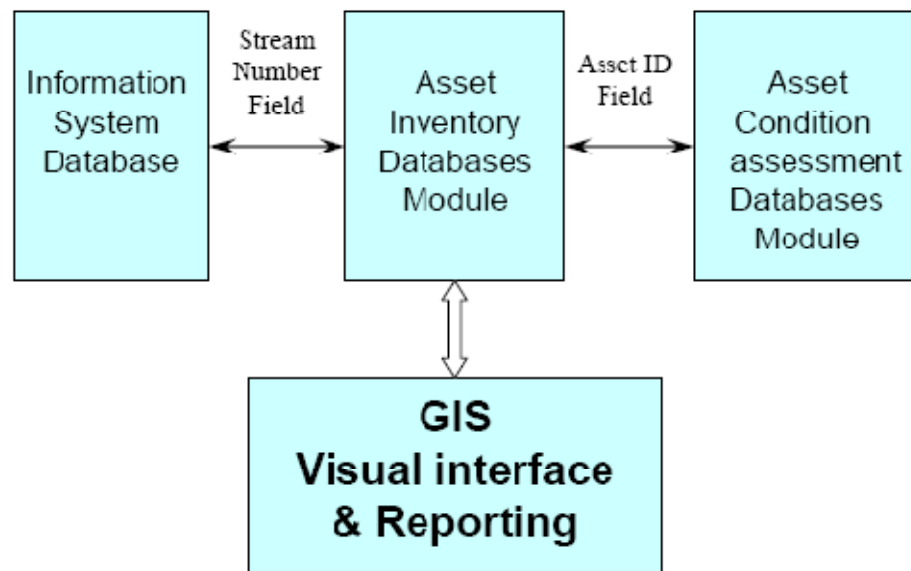 Information
System
Database
Stream
Number
Field
Asset
Inventory
Databases
Module
Asset ID
Field
Asset
Condition
assessment
Databases
Module
GIS
Visual interface
& Reporting